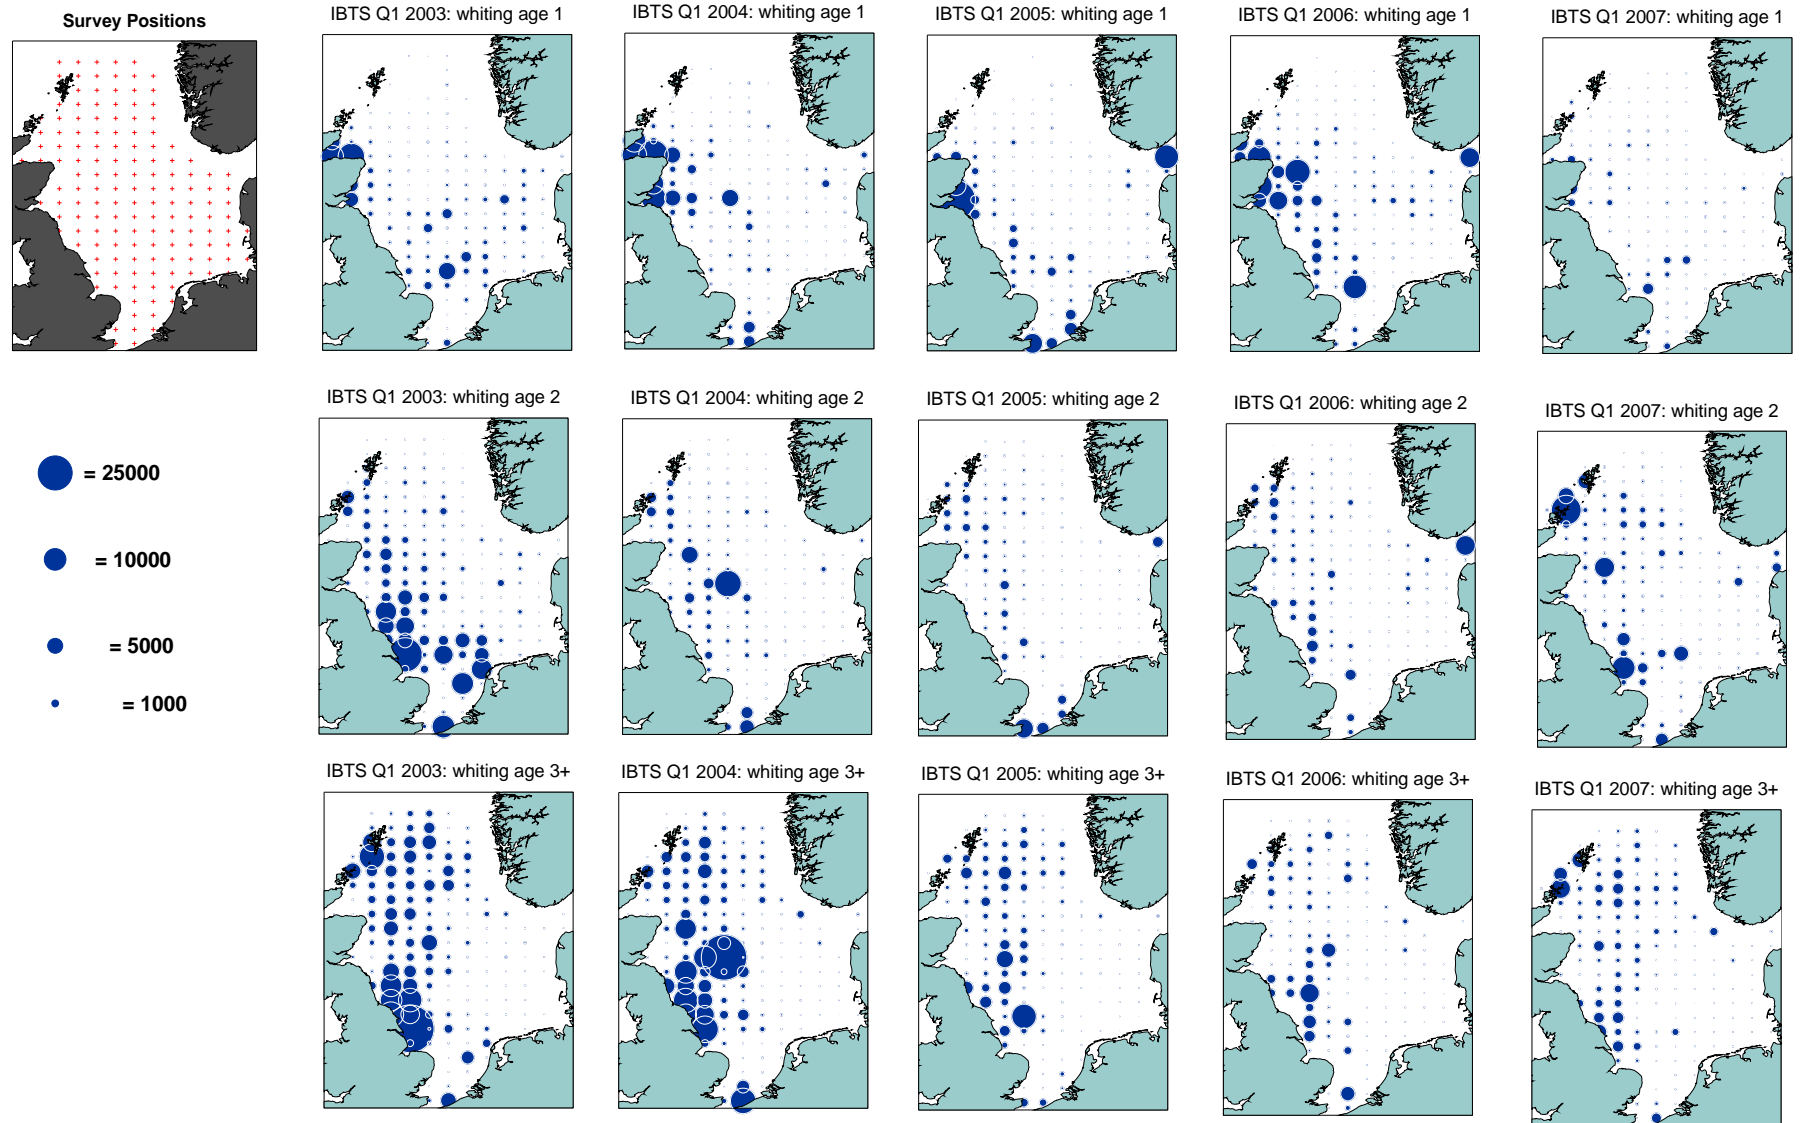 Survey Positions
IBTS Q1 2003: whiting age 1
IBTS Q1 2004: whiting age 1
IBTS Q1 2005: whiting age 1
IBTS Q1 2006: whiting age 1
IBTS Q1 2007: whiting age 1
IBTS Q1 2003: whiting age 2
IBTS Q1 2004: whiting age 2
IBTS Q1 2005: whiting age 2
IBTS Q1 2006: whiting age 2
IBTS Q1 2007: whiting age 2
= 25000
= 10000
= 5000
= 1000
IBTS Q1 2003: whiting age 3+
IBTS Q1 2004: whiting age 3+
IBTS Q1 2005: whiting age 3+
IBTS Q1 2006: whiting age 3+
IBTS Q1 2007: whiting age 3+